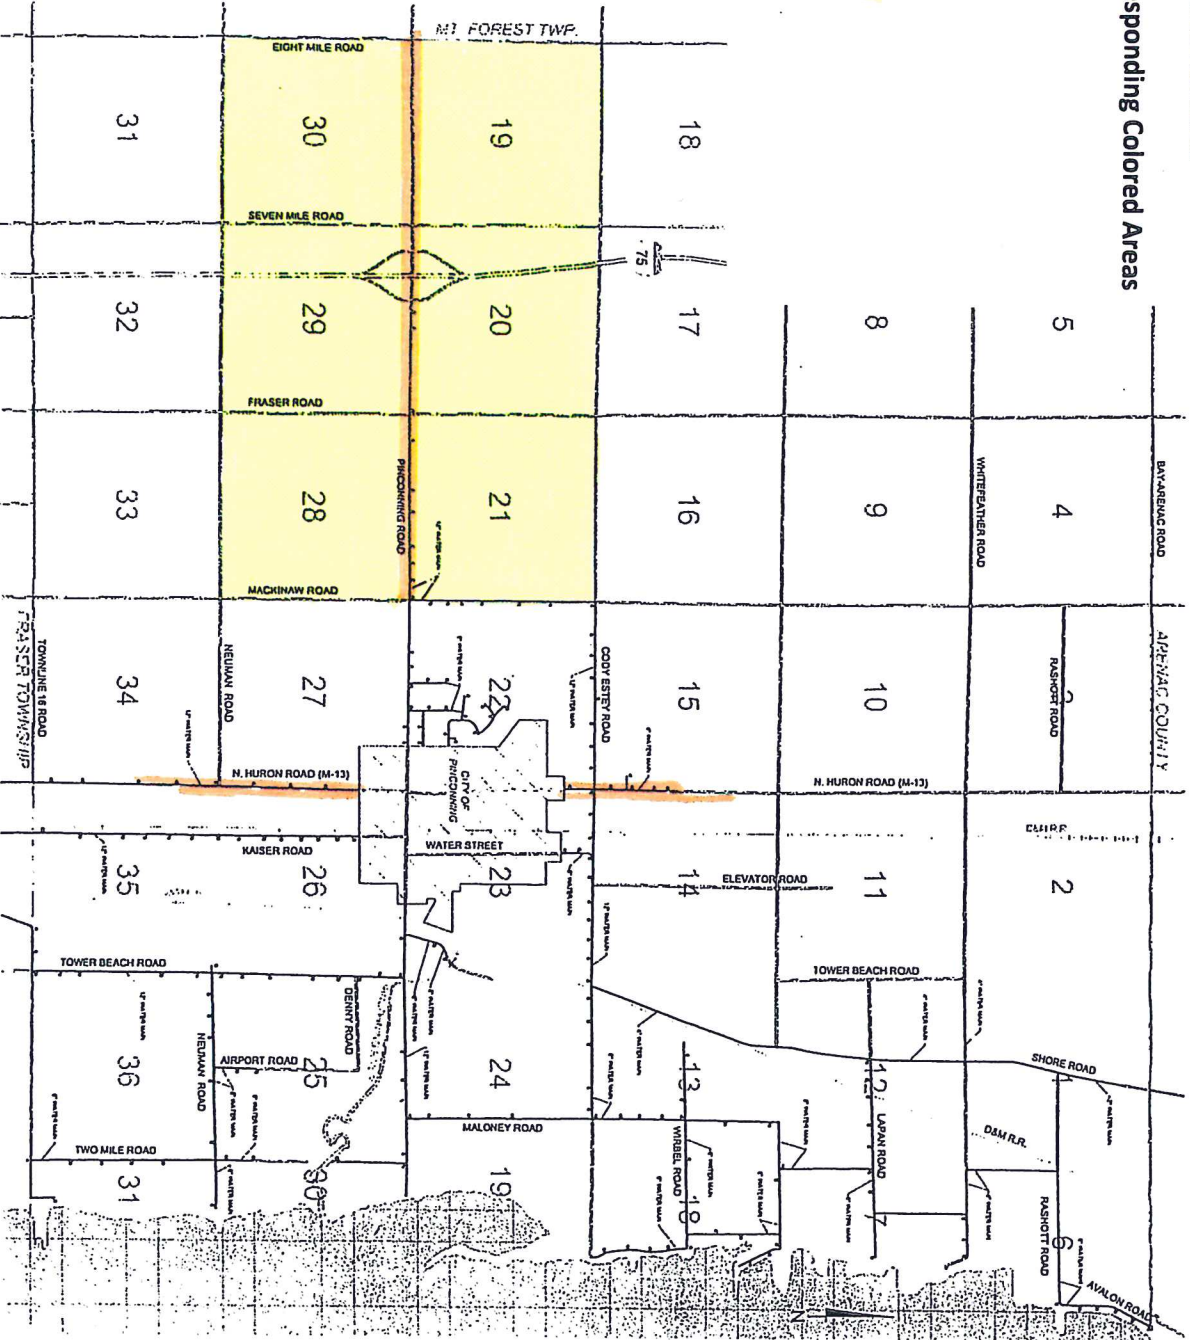 sponding Colored Areas
MT. FOREST TWP.
EIGHT MILE ROAD
SEVEN MILE ROAD
FRASER ROAD
MACKINAW ROAD
PINCONNING ROAD
75
BAY-ARENAC ROAD
WHITEFEATHER ROAD
ARENAC COUNTY
RASHOTT ROAD
CODY ESTEY ROAD
NEUMAN ROAD
TOWNLINE 16 ROAD
FRASER TOWNSHIP
N. HURON ROAD (M-13)
N. HURON ROAD (M-13)
CITY OF
PINCONNING
WATER STREET
KAISER ROAD
ELEVATOR ROAD
TOWER BEACH ROAD
TOWER BEACH ROAD
DENNY ROAD
AIRPORT ROAD
NEUMAN ROAD
TWO MILE ROAD
MALONEY ROAD
WIRBEL ROAD
LAPAN ROAD
SHORE ROAD
D&M R.R.
D&M R.R.
RASHOTT ROAD
AVALON ROAD
31
30
19
18
32
29
20
17
8
5
33
28
21
16
9
4
34
27
22
15
10
3
35
26
23
14
11
2
36
25
24
13
12
1
31
30
19
18
7
6
N